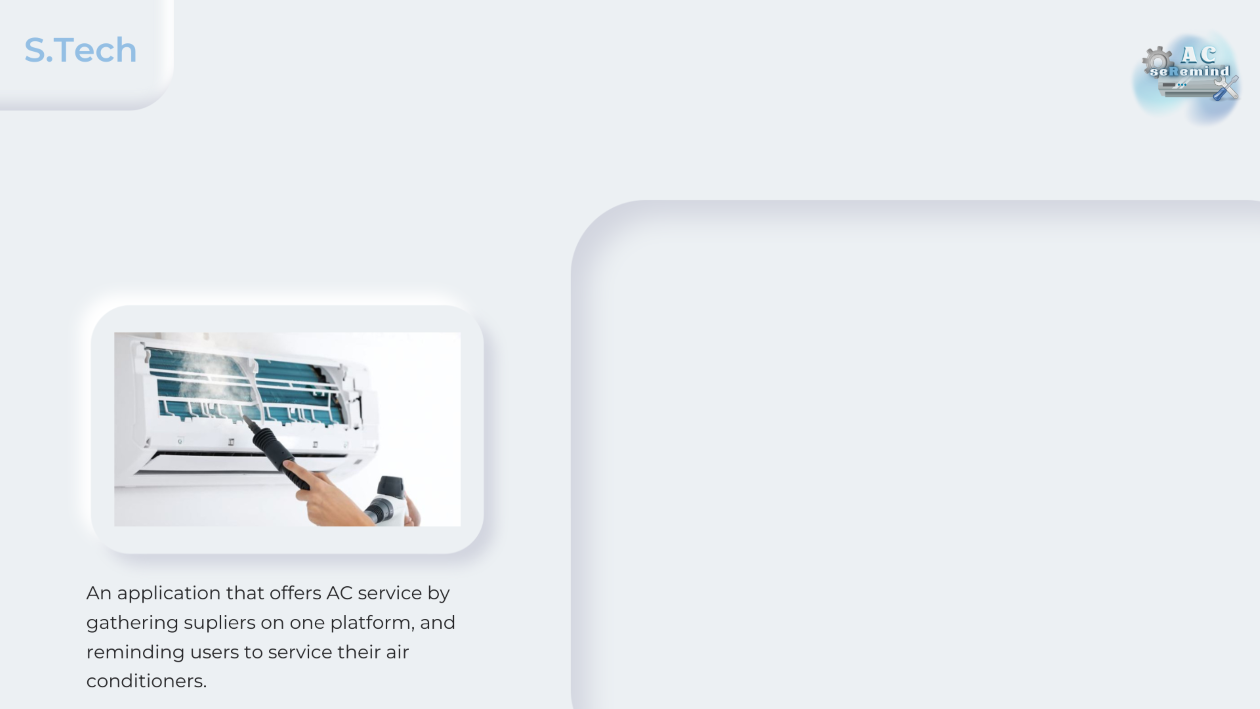 S.Tech
AC
seRemind
An application that offers AC service by
gathering supliers on one platform, and
reminding users to service their air
conditioners.